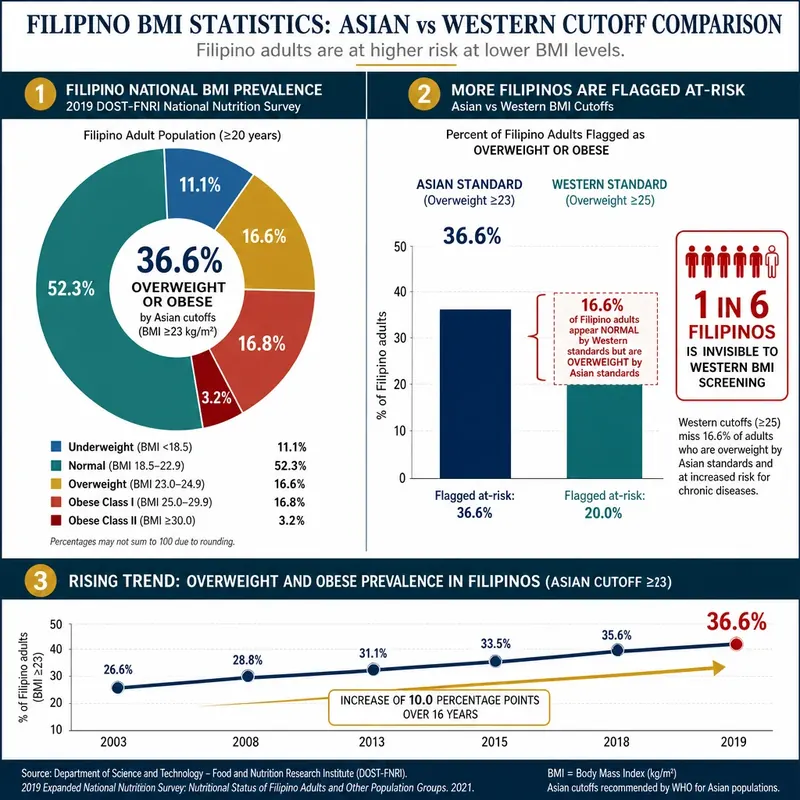 FILIPINO BMI STATISTICS: ASIAN vs WESTERN CUTOFF COMPARISON
Filipino adults are at higher risk at lower BMI levels.
1
FILIPINO NATIONAL BMI PREVALENCE
2019 DOST-FNRI National Nutrition Survey
Filipino Adult Population (≥20 years)
11.1%
16.6%
52.3%
36.6%
OVERWEIGHT
OR OBESE
by Asian cutoffs
(BMI ≥23 kg/m²)
16.8%
3.2%
Underweight (BMI <18.5) 11.1%
Normal (BMI 18.5–22.9) 52.3%
Overweight (BMI 23.0–24.9) 16.6%
Obese Class I (BMI 25.0–29.9) 16.8%
Obese Class II (BMI ≥30.0) 3.2%
Percentages may not sum to 100 due to rounding.
2
MORE FILIPINOS ARE FLAGGED AT-RISK
Asian vs Western BMI Cutoffs
Percent of Filipino Adults Flagged as
OVERWEIGHT OR OBESE
ASIAN STANDARD
(Overweight ≥23)
36.6%
WESTERN STANDARD
(Overweight ≥25)
% of Filipino adults
50
40
30
20
10
0
16.6%
of Filipino adults
appear NORMAL
by Western
standards but are
OVERWEIGHT by
Asian standards
Flagged at-risk:
36.6%
Flagged at-risk:
20.0%
1 IN 6
FILIPINOS
IS INVISIBLE TO
WESTERN BMI
SCREENING
Western cutoffs (≥25)
miss 16.6% of adults
who are overweight by
Asian standards and
at increased risk for
chronic diseases.
3
RISING TREND: OVERWEIGHT AND OBESE PREVALENCE IN FILIPINOS (ASIAN CUTOFF ≥23)
% of Filipino adults
(BMI ≥23)
50
40
30
20
10
26.6%
28.8%
31.1%
33.5%
35.6%
36.6%
INCREASE OF 10.0 PERCENTAGE POINTS
OVER 16 YEARS
2003
2008
2013
2015
2018
2019
Source: Department of Science and Technology – Food and Nutrition Research Institute (DOST-FNRI).
2019 Expanded National Nutrition Survey: Nutritional Status of Filipino Adults and Other Population Groups. 2021.
BMI = Body Mass Index (kg/m²)
Asian cutoffs recommended by WHO for Asian populations.